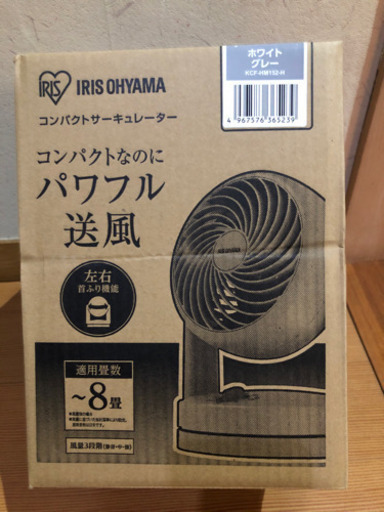 IRIS IRIS OHYAMA
コンパクトサーキュレーター
ホワイト
グレー
KCF-HM152-H
4 967576 365239
コンパクトなのに
パワフル
送風
左右
首ふり機能
適用畳数
～8畳
風量3段階